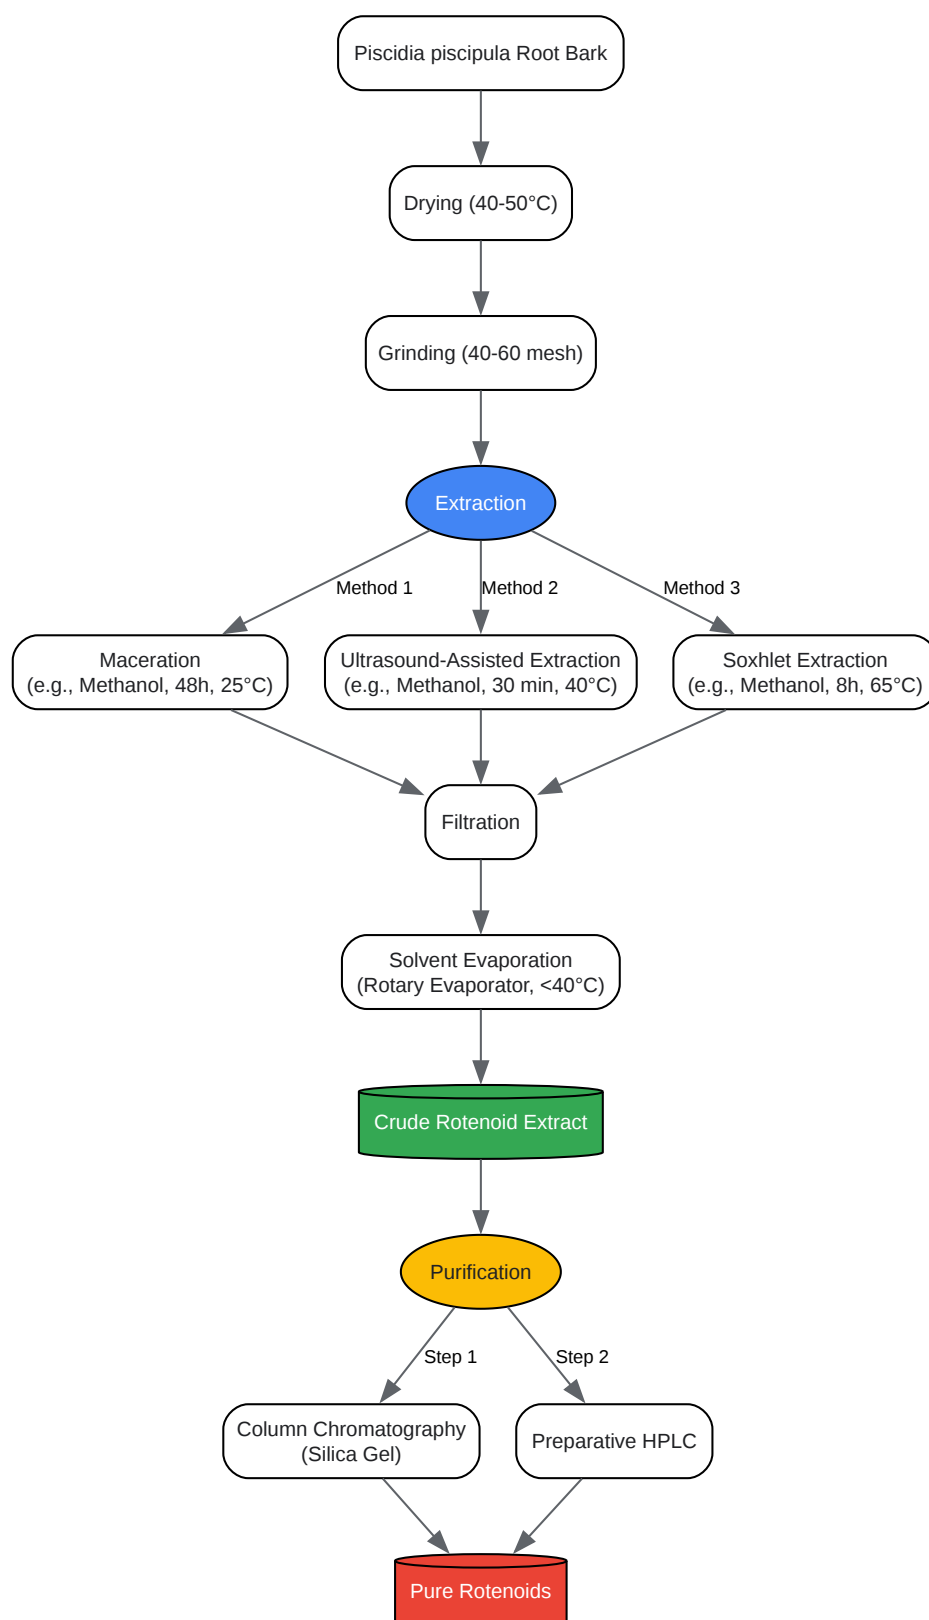 Piscidia piscipula Root Bark
Drying (40-50°C)
Grinding (40-60 mesh)
Extraction
Method 1
Method 2
Method 3
Maceration
(e.g., Methanol, 48h, 25°C)
Ultrasound-Assisted Extraction
(e.g., Methanol, 30 min, 40°C)
Soxhlet Extraction
(e.g., Methanol, 8h, 65°C)
Filtration
Solvent Evaporation
(Rotary Evaporator, <40°C)
Crude Rotenoid Extract
Purification
Step 1
Step 2
Column Chromatography
(Silica Gel)
Preparative HPLC
Pure Rotenoids